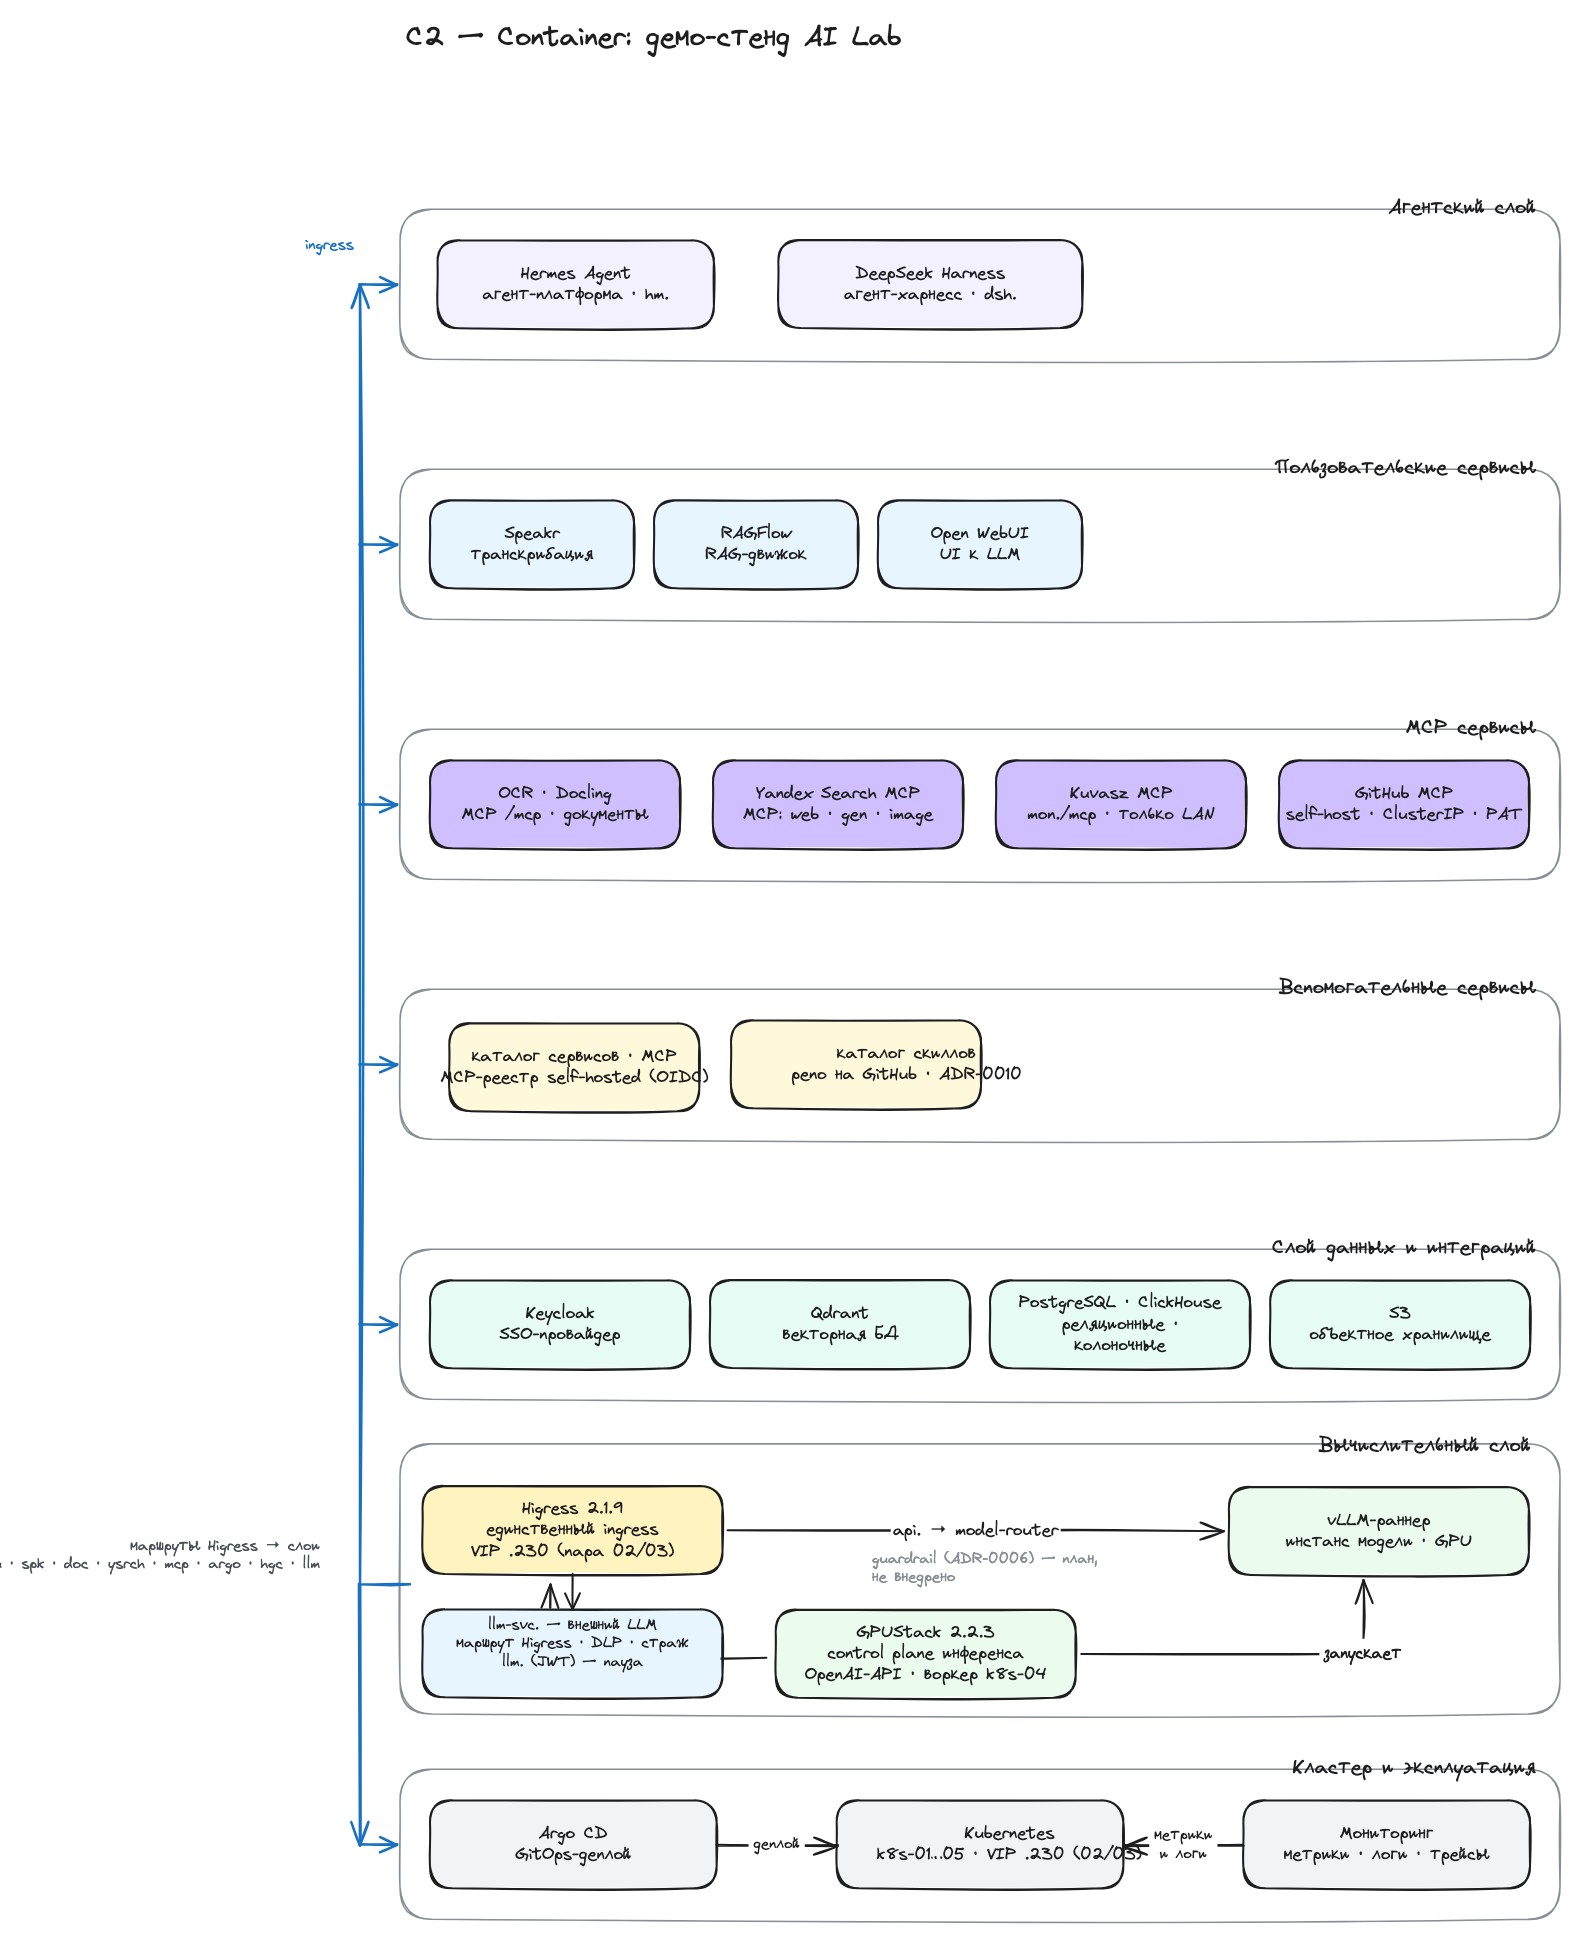 C2 — Container: демо-стенд AI Lab
Агентский слой
ingress
Hermes Agent
агент-платформа · hm.
DeepSeek Harness
агент-харнесс · dsh.
Пользовательские сервисы
Speakr
транскрибация
RAGFlow
RAG-движок
Open WebUI
UI к LLM
MCP сервисы
OCR · Docling
MCP /mcp · документы
Yandex Search MCP
MCP: web · gen · image
Kuvasz MCP
mon./mcp · только LAN
GitHub MCP
self-host · ClusterIP · PAT
Вспомогательные сервисы
каталог сервисов · MCP
MCP-реестр self-hosted (OIDC)
каталог скиллов
репо на GitHub · ADR-0010
Слой данных и интеграций
Keycloak
SSO-провайдер
Qdrant
векторная БД
PostgreSQL · ClickHouse
реляционные ·
колоночные
S3
объектное хранилище
Вычислительный слой
Higress 2.1.9
единственный ingress
VIP .230 (пара 02/03)
api. → model-router
guardrail (ADR-0006) — план,
не внедрено
vLLM-раннер
инстанс модели · GPU
маршруты Higress → слои
· spk · doc · ysrch · mcp · argo · hgc · llm
llm-svc. — внешний LLM
маршрут Higress · DLP · страж
llm. (JWT) — пауза
GPUStack 2.2.3
control plane инференса
OpenAI-API · воркер k8s-04
запускает
Кластер и эксплуатация
Argo CD
GitOps-деплой
деплой
Kubernetes
k8s-01...05 · VIP .230 (02/03)
метрики
и логи
Мониторинг
метрики · логи · трейсы